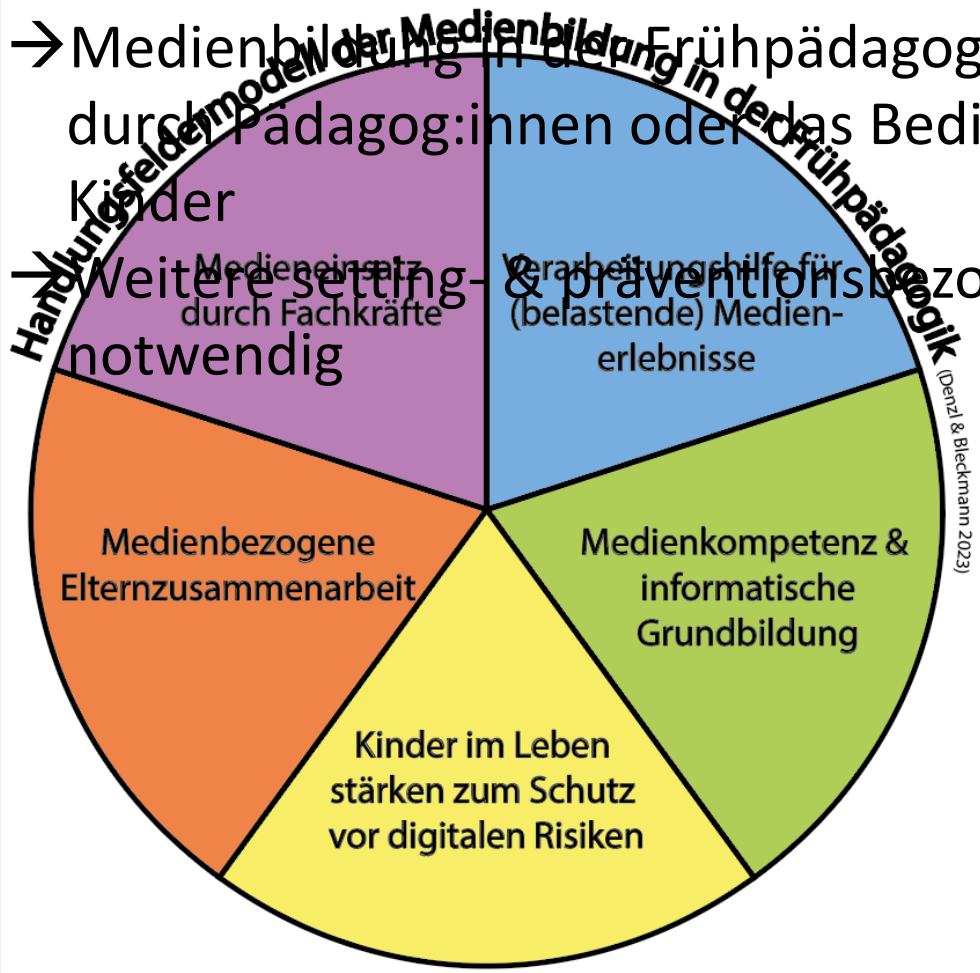 →Medienbildung in der Frühpädagog
durch Pädagog:innen oder das Bedi
Kinder
→Weitere setting- & präventionsbezo
notwendig
Handlungsfeldermodell der Medienbildung in der Frühpädagogik
(Denzl & Bleckmann 2023)
Medieneinsatz
durch Fachkräfte
Verarbeitungshilfe für
(belastende) Medien-
erlebnisse
Medienbezogene
Elternzusammenarbeit
Medienkompetenz &
informatische
Grundbildung
Kinder im Leben
stärken zum Schutz
vor digitalen Risiken